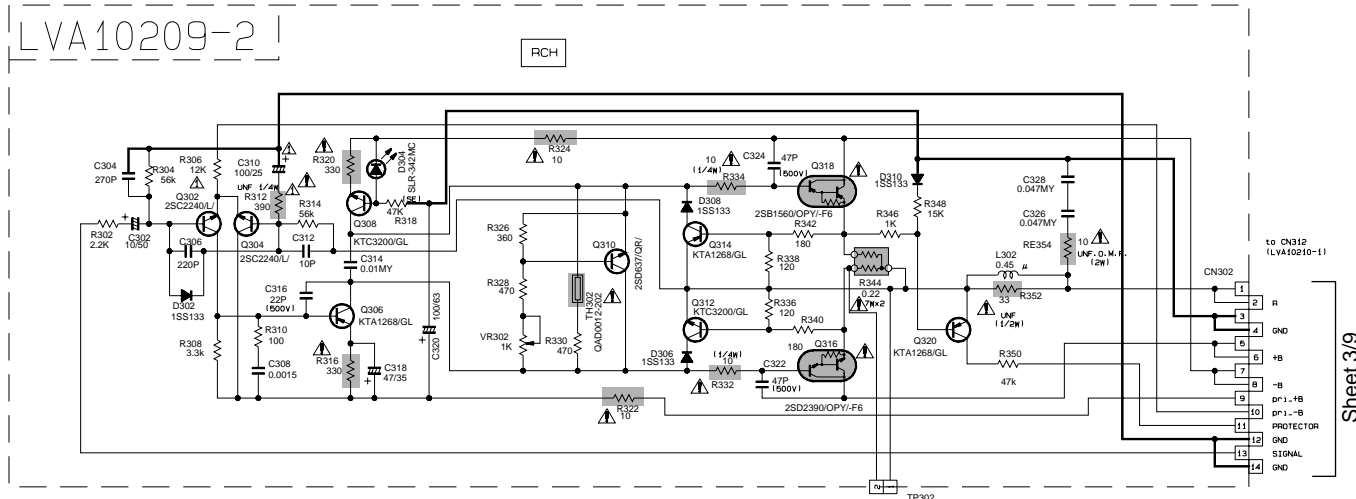 LVA10209-2
RCH
C304
270P
R304
56k
R306
12K
C310
100/25
UNF 1/4W
R312
390
R320
330
D304
SLR-342MC
R324
10
10
(1/4W)
R334
C324
47P
(500V)
Q318
D310
1SS133
C328
0.047MY
C326
0.047MY
Q302
2SC2240/L/
R314
56k
47K
R318
Q308
KTC3200/GL
D308
1SS133
2SB1560/OPY/-F6
R348
15K
R302
2.2K
C302
10/50
C306
220P
Q304
2SC2240/L/
C312
10P
C314
0.01MY
R326
360
Q310
2SD637/QR/
Q314
KTA1268/GL
R342
180
R346
1K
R338
120
RE354
10
UNF.O.M.F.
(2W)
L302
0.45 μ
to CN312
(LVA10210-1)
CN302
D302
1SS133
C316
22P
(500V)
Q306
KTA1268/GL
R328
470
TH302
QAD0012-202
Q312
KTC3200/GL
R336
120
R344
0.22
7W×2
33
R352
UNF
(1/2W)
R308
3.3k
R310
100
C308
0.0015
R316
330
C318
47/35
C320
100/63
VR302
1K
R330
470
D306
1SS133
(1/4W)
10
R332
C322
47P
(500V)
R340
180
Q316
2SD2390/OPY/-F6
Q320
KTA1268/GL
R350
47k
R322
10
1
2 R
3
4 GND
5
6 +B
7
8 -B
9 pri.+B
10 pri.-B
11 PROTECTOR
12 GND
13 SIGNAL
14 GND
Sheet 3/9
2 1
TP302